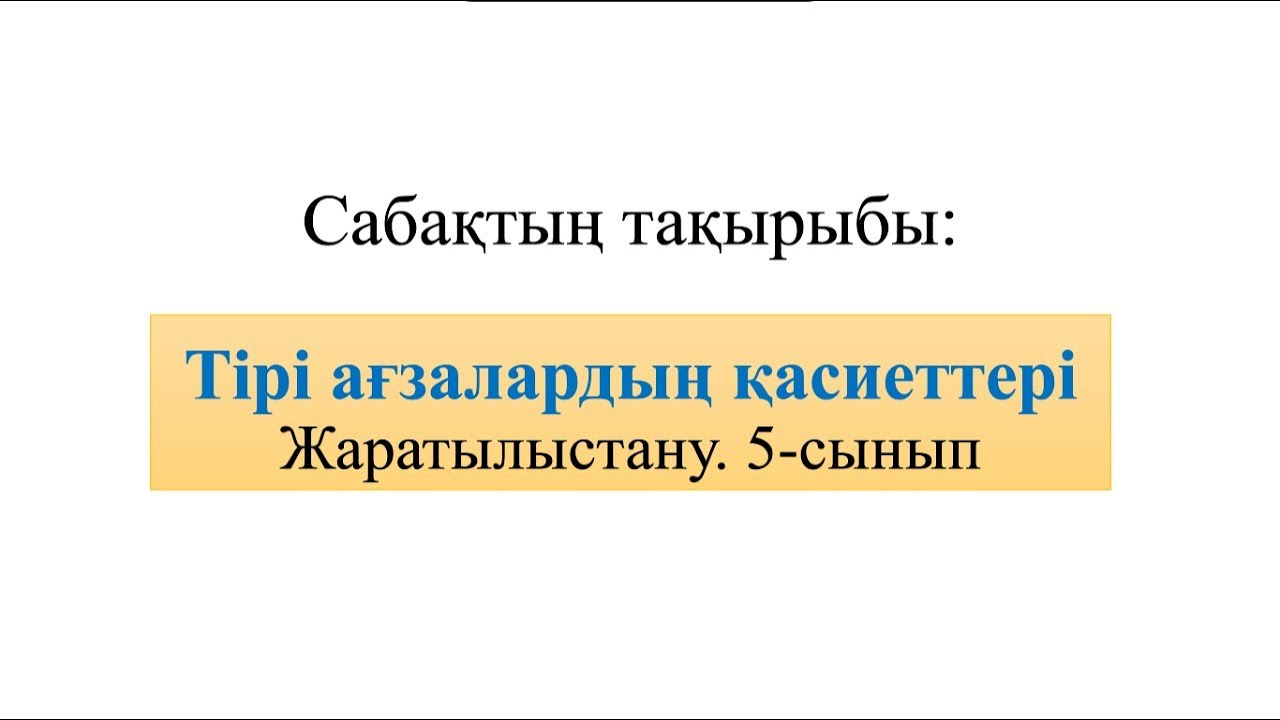 Сабақтың тақырыбы:
Тірі ағзалардың қасиеттері
Жаратылыстану. 5-сынып